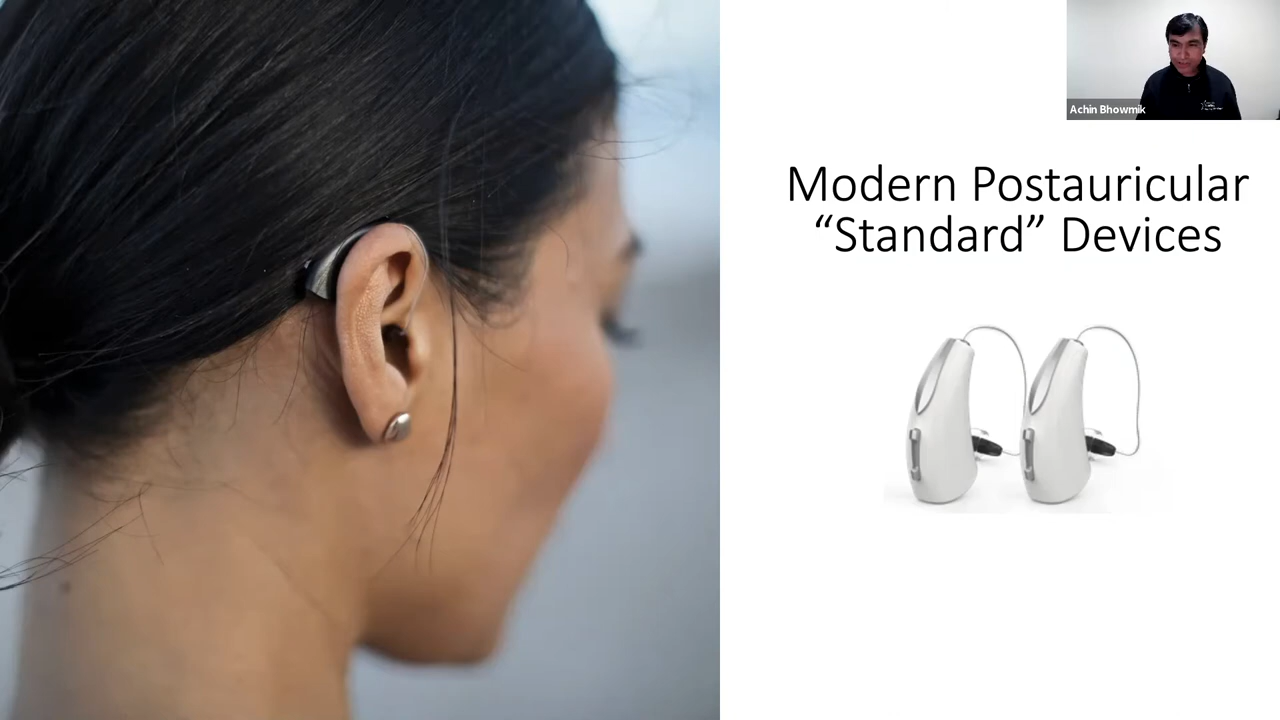 Achin Bhowmik
Modern Postauricular
“Standard” Devices